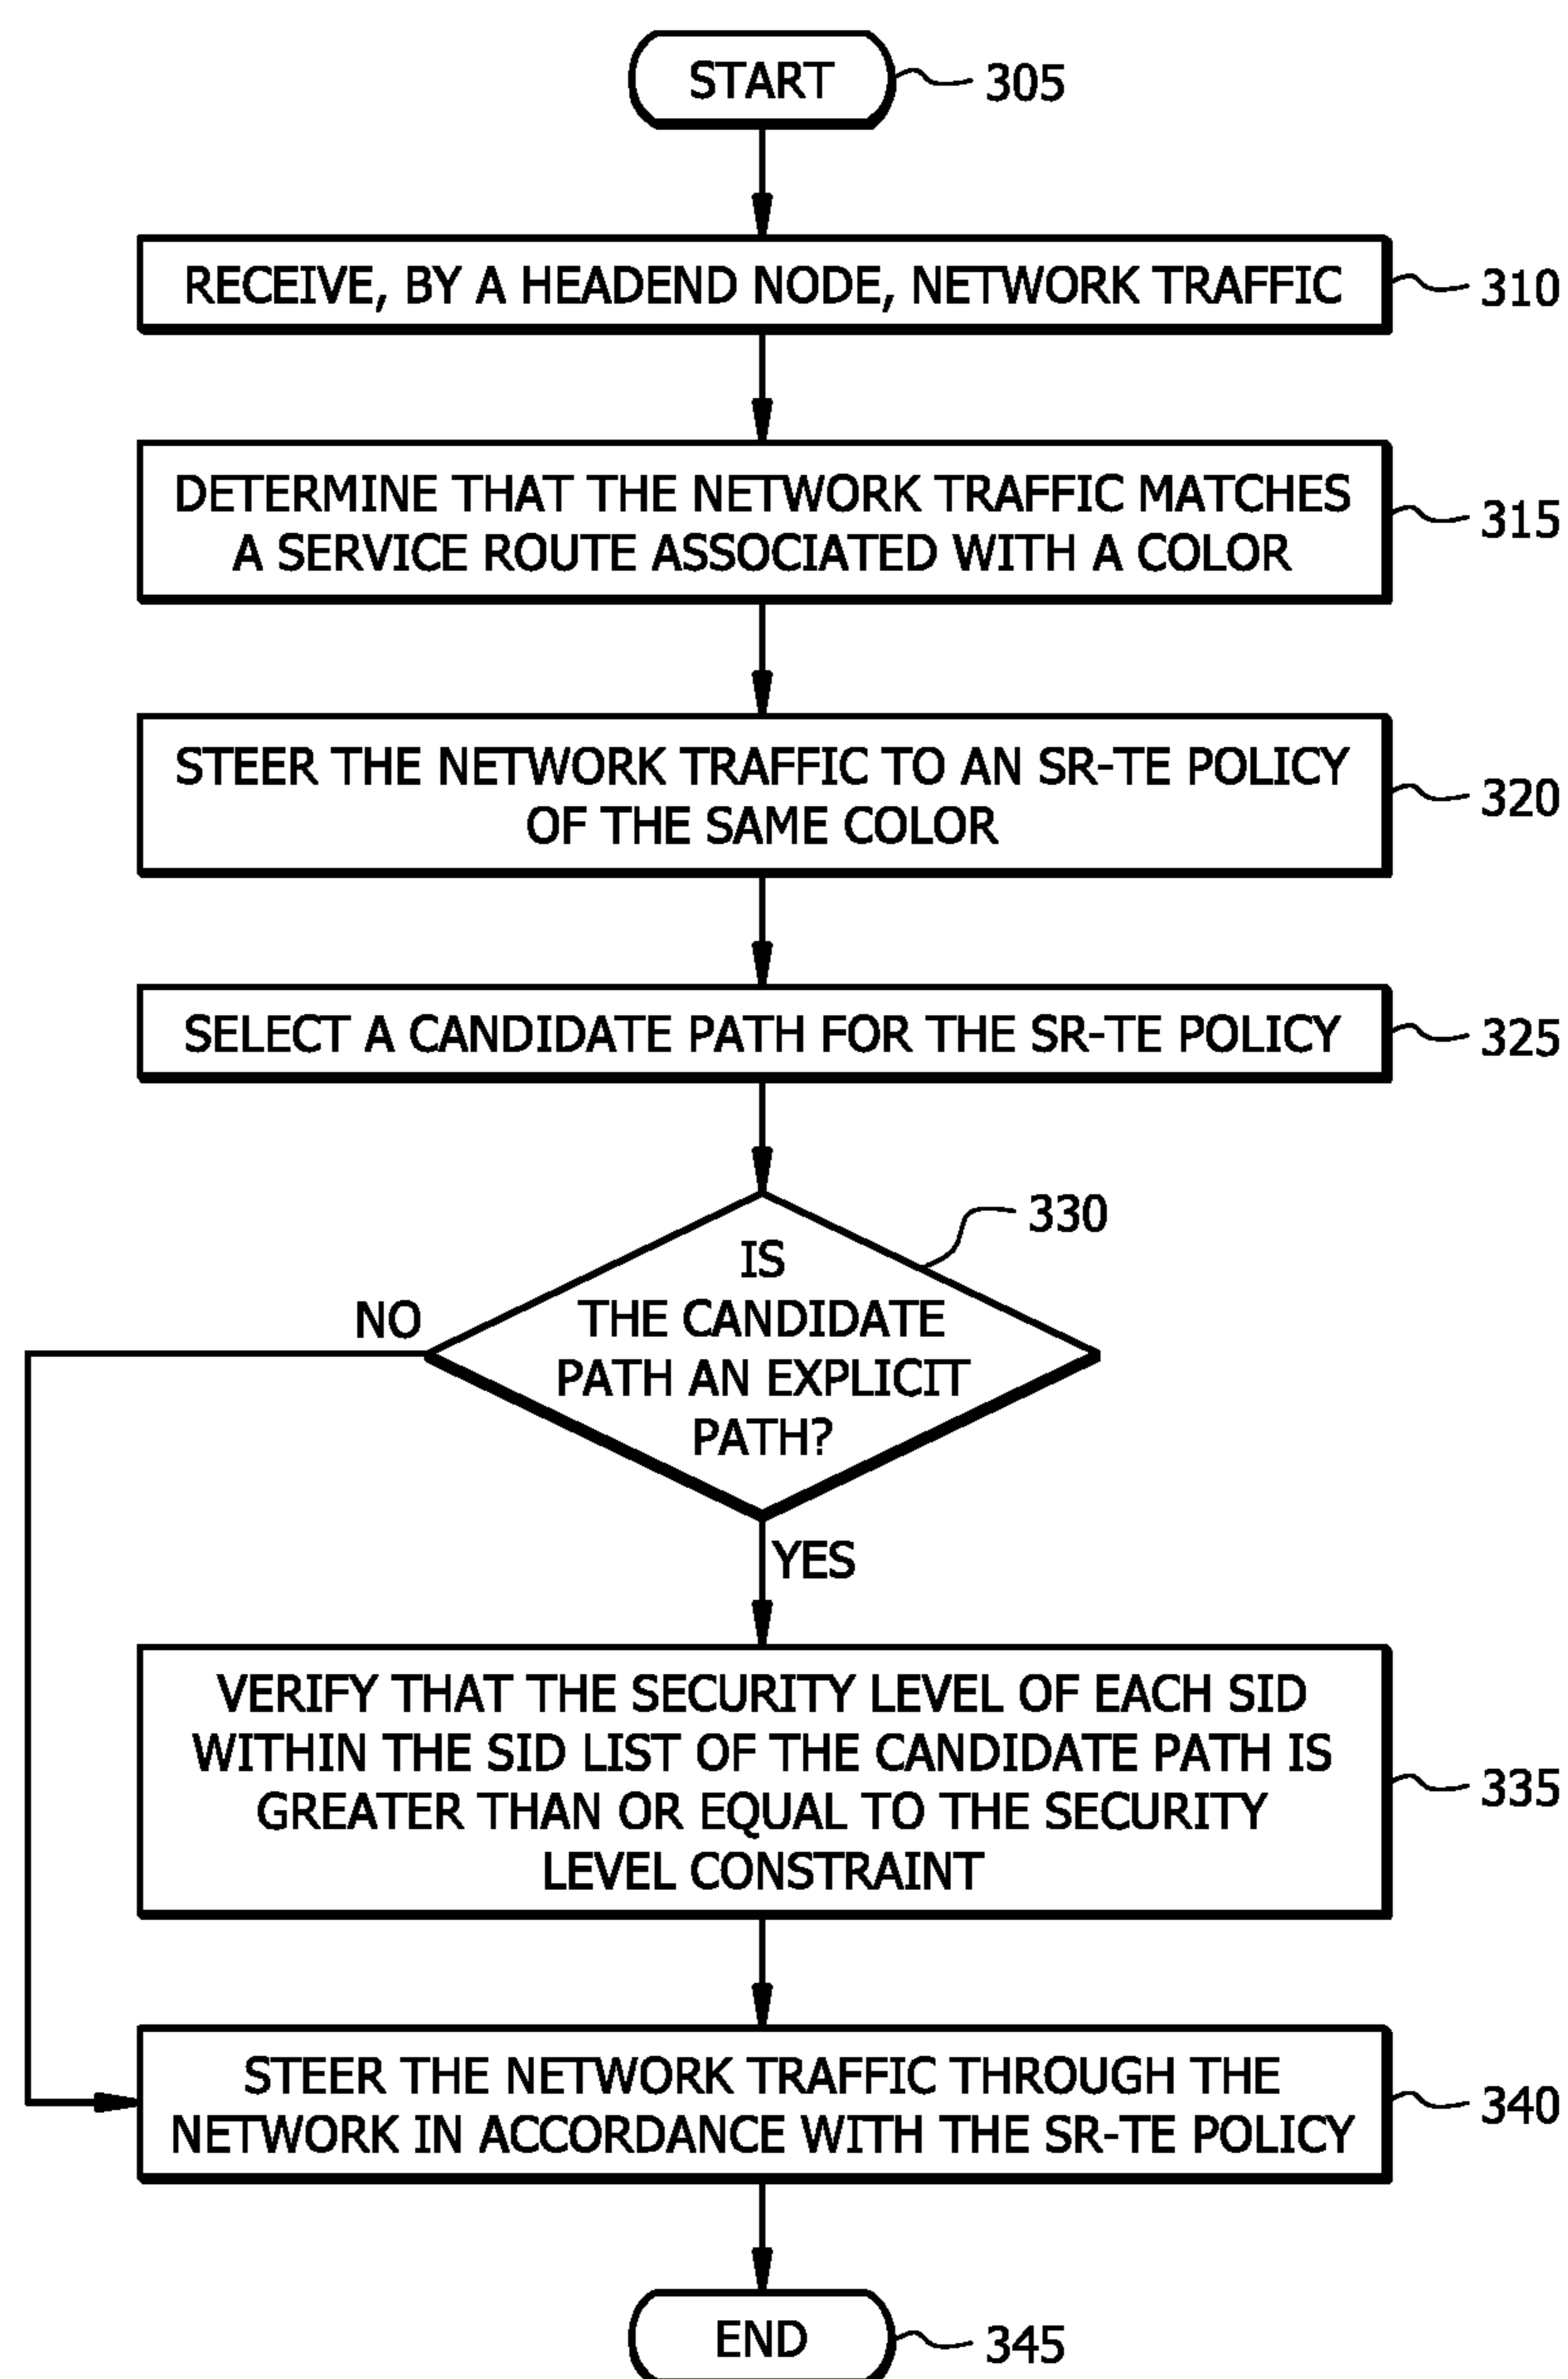 START
305
RECEIVE, BY A HEADEND NODE, NETWORK TRAFFIC
310
DETERMINE THAT THE NETWORK TRAFFIC MATCHES
A SERVICE ROUTE ASSOCIATED WITH A COLOR
315
STEER THE NETWORK TRAFFIC TO AN SR-TE POLICY
OF THE SAME COLOR
320
SELECT A CANDIDATE PATH FOR THE SR-TE POLICY
325
330
IS
THE CANDIDATE
PATH AN EXPLICIT
PATH?
NO
YES
VERIFY THAT THE SECURITY LEVEL OF EACH SID
WITHIN THE SID LIST OF THE CANDIDATE PATH IS
GREATER THAN OR EQUAL TO THE SECURITY
LEVEL CONSTRAINT
335
STEER THE NETWORK TRAFFIC THROUGH THE
NETWORK IN ACCORDANCE WITH THE SR-TE POLICY
340
END
345